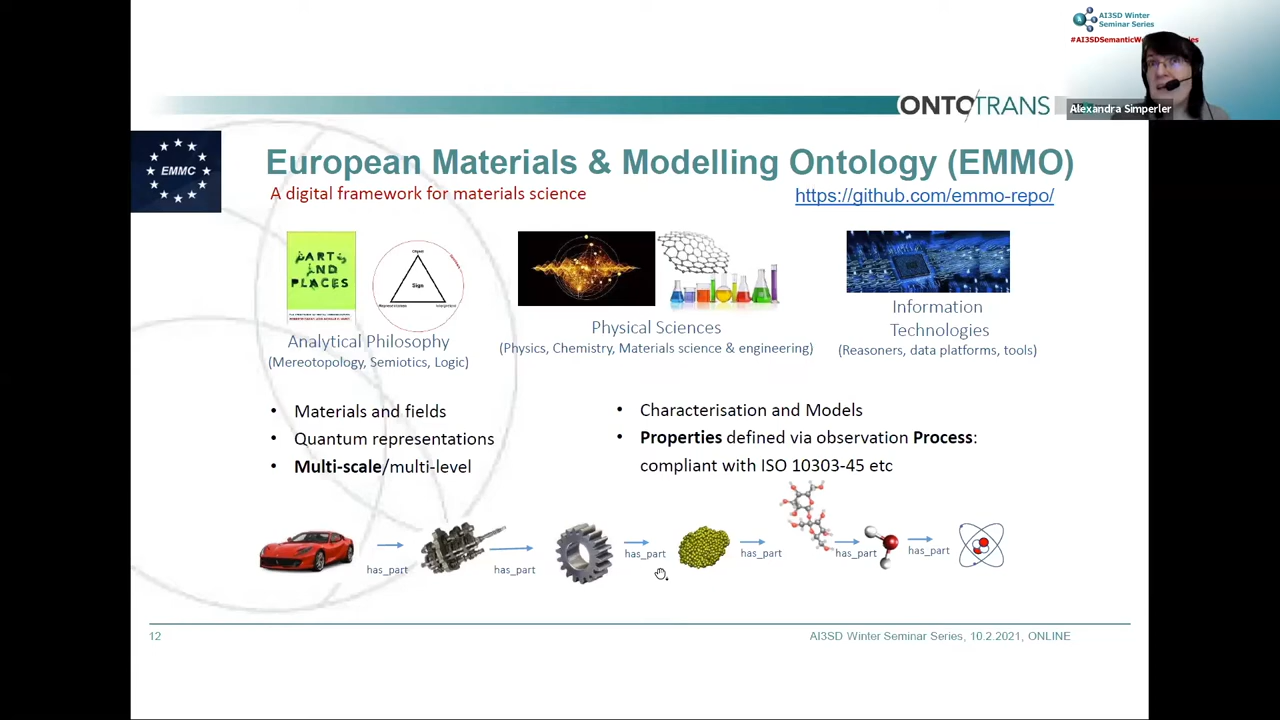 AI3SD Winter
Seminar Series
Alexandra Simperler
ONTOTRANS
EMMC
European Materials & Modelling Ontology (EMMO)
A digital framework for materials science
https://github.com/emmo-repo/
PARTS
AND
PLACES
Object
Sign
Analytical Philosophy
(Mereotopology, Semiotics, Logic)
Physical Sciences
(Physics, Chemistry, Materials science & engineering)
Information
Technologies
(Reasoners, data platforms, tools)
• Materials and fields
• Quantum representations
• Multi-scale/multi-level
• Characterisation and Models
• Properties defined via observation Process:
compliant with ISO 10303-45 etc
has_part
has_part
has_part
has_part
has_part
has_part
12
AI3SD Winter Seminar Series, 10.2.2021, ONLINE